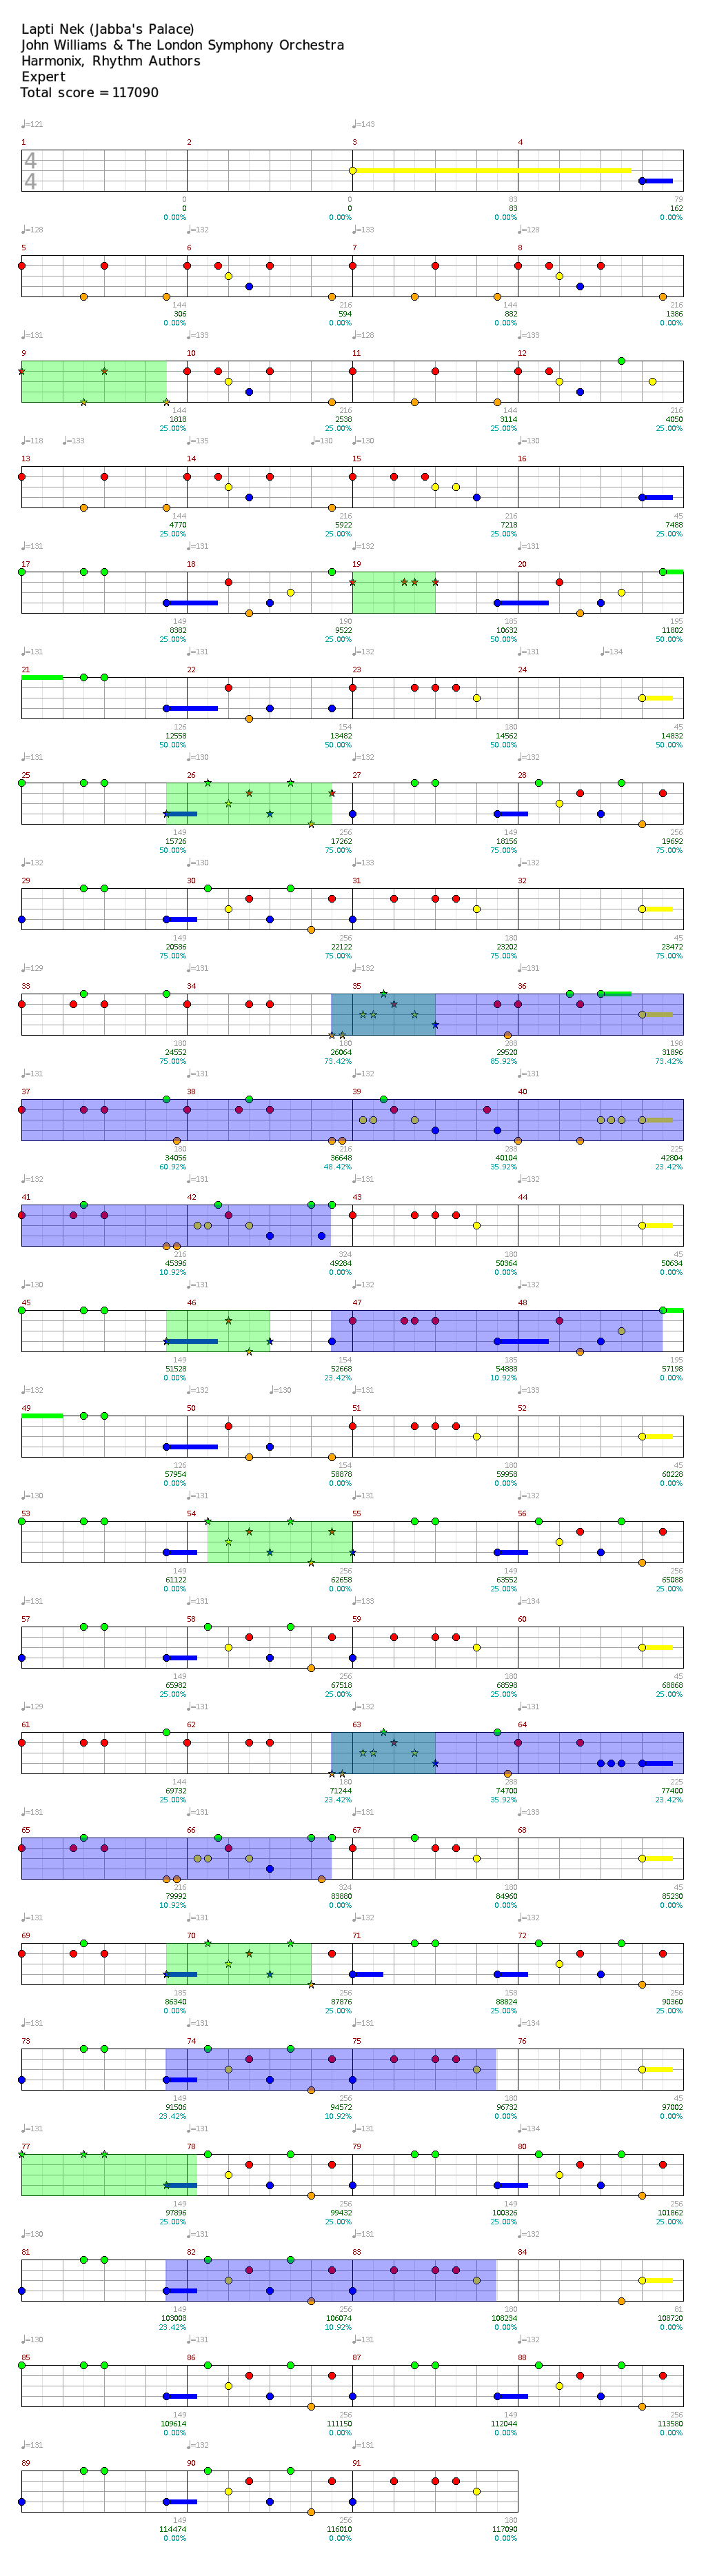 Lapti Nek (Jabba's Palace)
John Williams & The London Symphony Orchestra
Harmonix, Rhythm Authors
Expert
Total score = 117090
♩=121 ♩=143
1 2 3 4
4
4
0 0 83 79
0 83 83 162
0.00% 0.00% 0.00% 0.00%
♩=128 ♩=132 ♩=133 ♩=128
5 6 7 8
144 216 144 216
306 594 882 1386
0.00% 0.00% 0.00% 0.00%
♩=131 ♩=133 ♩=128 ♩=133
9 10 11 12
144 216 144 216
1818 2538 3114 4050
25.00% 25.00% 25.00% 25.00%
♩=118 ♩=133 ♩=135 ♩=130 ♩=130 ♩=130
13 14 15 16
144 216 216 45
4770 5922 7218 7488
25.00% 25.00% 25.00% 25.00%
♩=131 ♩=131 ♩=132 ♩=131
17 18 19 20
149 190 185 195
8382 9522 10632 11802
25.00% 25.00% 50.00% 50.00%
♩=131 ♩=131 ♩=132 ♩=131 ♩=134
21 22 23 24
126 154 180 45
12558 13482 14562 14832
50.00% 50.00% 50.00% 50.00%
♩=131 ♩=130 ♩=132 ♩=132
25 26 27 28
149 256 149 256
15726 17262 18156 19692
50.00% 75.00% 75.00% 75.00%
♩=132 ♩=130 ♩=133 ♩=132
29 30 31 32
149 256 180 45
20586 22122 23202 23472
75.00% 75.00% 75.00% 75.00%
♩=129 ♩=131 ♩=132 ♩=131
33 34 35 36
180 180 288 198
24552 26064 29520 31896
75.00% 73.42% 85.92% 73.42%
♩=131 ♩=131 ♩=131 ♩=131
37 38 39 40
180 216 288 225
34056 36648 40104 42804
60.92% 48.42% 35.92% 23.42%
♩=132 ♩=131 ♩=131 ♩=132
41 42 43 44
216 324 180 45
45396 49284 50364 50634
10.92% 0.00% 0.00% 0.00%
♩=130 ♩=131 ♩=132 ♩=132
45 46 47 48
149 154 185 195
51528 52668 54888 57198
0.00% 23.42% 10.92% 0.00%
♩=132 ♩=132 ♩=130 ♩=131 ♩=133
49 50 51 52
126 154 180 45
57954 58878 59958 60228
0.00% 0.00% 0.00% 0.00%
♩=130 ♩=131 ♩=131 ♩=132
53 54 55 56
149 256 149 256
61122 62658 63552 65088
0.00% 0.00% 25.00% 25.00%
♩=131 ♩=131 ♩=133 ♩=134
57 58 59 60
149 256 180 45
65982 67518 68598 68868
25.00% 25.00% 25.00% 25.00%
♩=129 ♩=131 ♩=132 ♩=131
61 62 63 64
144 180 288 225
69732 71244 74700 77400
25.00% 23.42% 35.92% 23.42%
♩=131 ♩=131 ♩=131 ♩=133
65 66 67 68
216 324 180 45
79992 83880 84960 85230
10.92% 0.00% 0.00% 0.00%
♩=131 ♩=131 ♩=132 ♩=132
69 70 71 72
185 256 158 256
86340 87876 88824 90360
0.00% 25.00% 25.00% 25.00%
♩=131 ♩=131 ♩=131 ♩=134
73 74 75 76
149 256 180 45
91506 94572 96732 97002
23.42% 10.92% 0.00% 0.00%
♩=131 ♩=131 ♩=131 ♩=134
77 78 79 80
149 256 149 256
97896 99432 100326 101862
25.00% 25.00% 25.00% 25.00%
♩=130 ♩=131 ♩=131 ♩=132
81 82 83 84
149 256 180 81
103008 106074 108234 108720
23.42% 10.92% 0.00% 0.00%
♩=130 ♩=131 ♩=131 ♩=132
85 86 87 88
149 256 149 256
109614 111150 112044 113580
0.00% 0.00% 0.00% 0.00%
♩=131 ♩=132 ♩=131
89 90 91
149 256 180
114474 116010 117090
0.00% 0.00% 0.00%